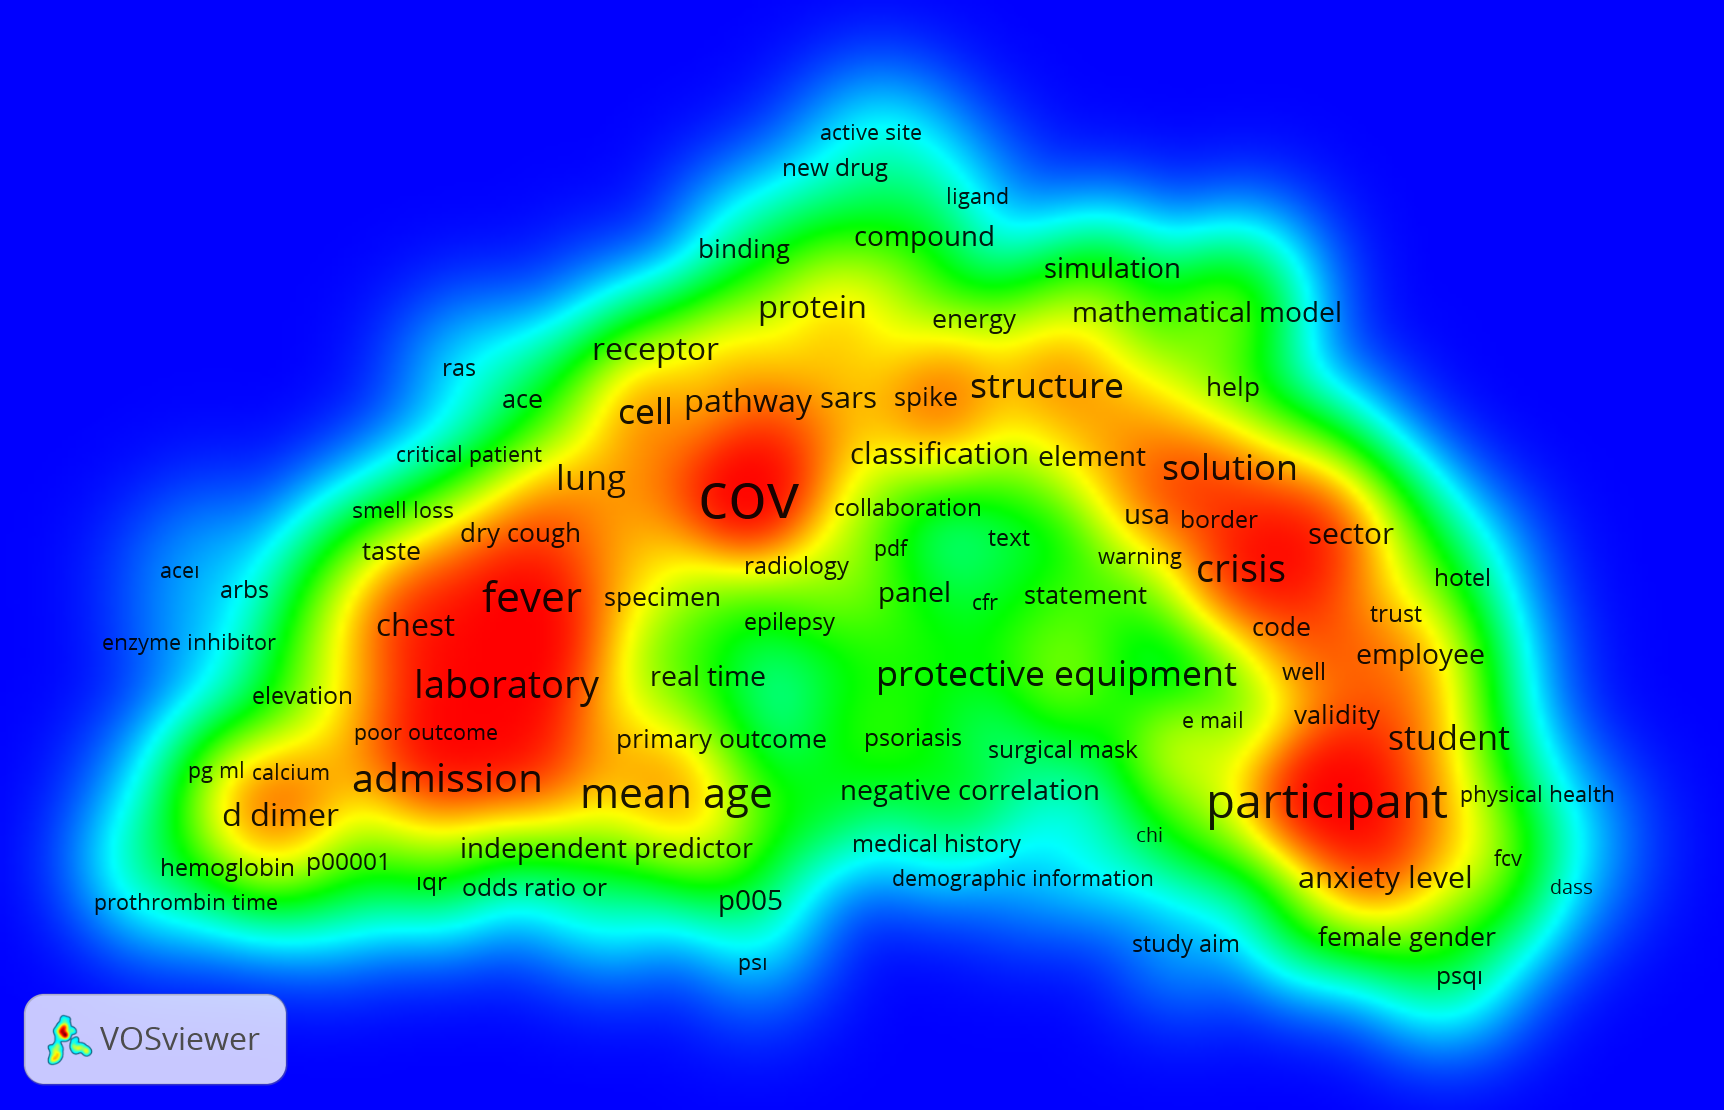 active site
new drug
ligand
compound
binding
simulation
protein
energy
mathematical model
receptor
ras
ace
cell
pathway
sars
spike
structure
help
critical patient
lung
classification
element
solution
cov
collaboration
usa
border
smell loss
dry cough
taste
pdf
text
warning
sector
aceı
arbs
fever
specimen
radiology
panel
cfr
statement
crisis
hotel
enzyme inhibitor
chest
epilepsy
code
trust
employee
laboratory
real time
protective equipment
well
elevation
poor outcome
primary outcome
psoriasis
surgical mask
e mail
validity
student
pg ml
calcium
admission
mean age
negative correlation
participant
physical health
d dimer
hemoglobin
p00001
independent predictor
medical history
chi
fcv
prothrombin time
ıqr
odds ratio or
p005
demographic information
anxiety level
dass
psı
study aim
female gender
psqı
VOSviewer